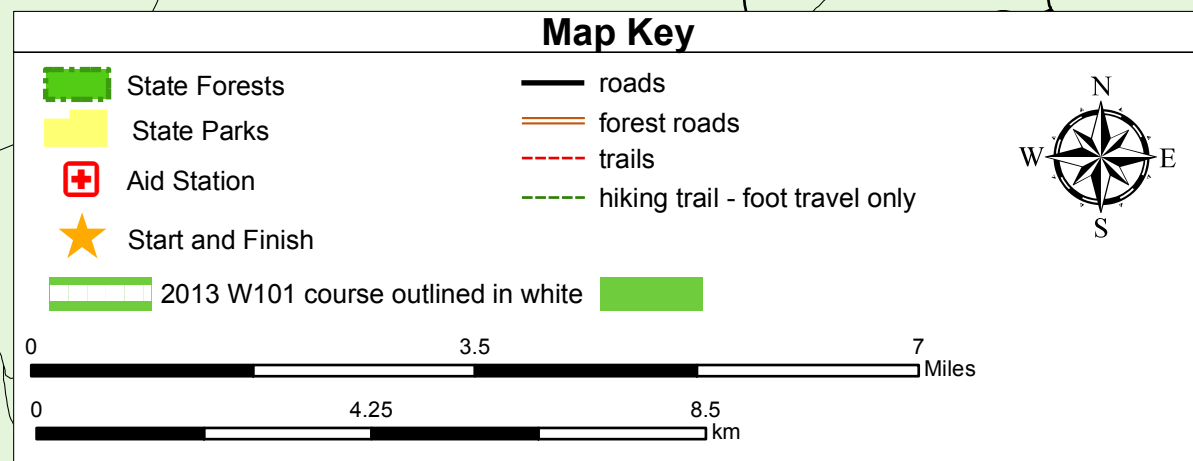 Map Key
State Forests
State Parks
Aid Station
Start and Finish
roads
forest roads
trails
hiking trail - foot travel only
N
W E
S
2013 W101 course outlined in white
0 3.5 7
Miles
0 4.25 8.5
km